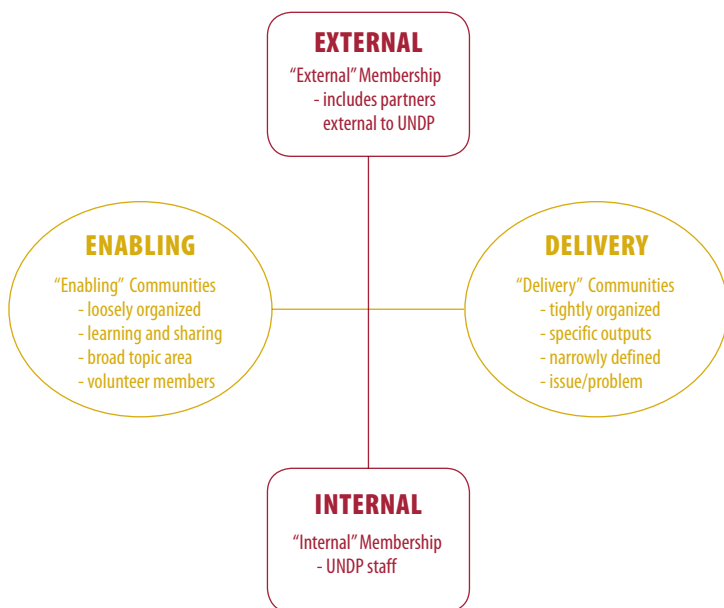 EXTERNAL
“External” Membership
- includes partners
external to UNDP
ENABLING
“Enabling” Communities
- loosely organized
- learning and sharing
- broad topic area
- volunteer members
DELIVERY
“Delivery” Communities
- tightly organized
- specific outputs
- narrowly defined
- issue/problem
INTERNAL
“Internal” Membership
- UNDP staff